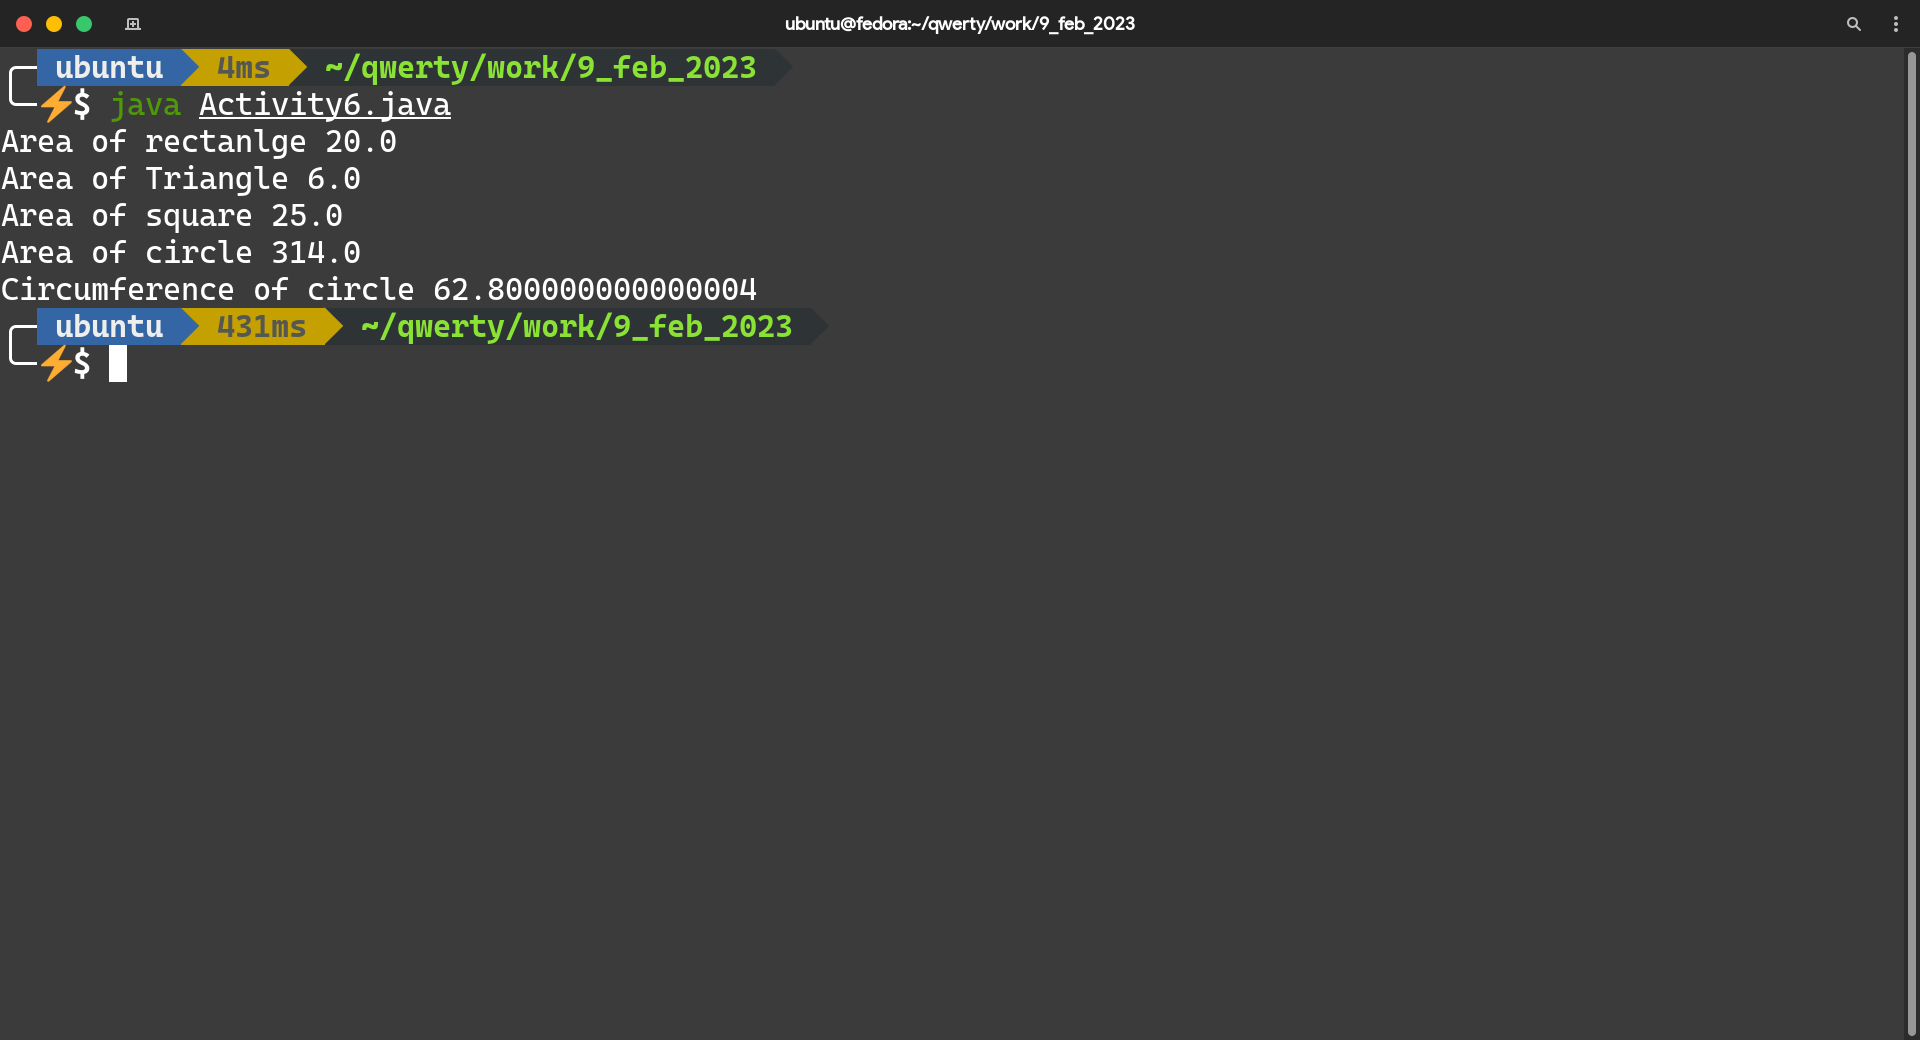 ubuntu@fedora:~/qwerty/work/9_feb_2023
ubuntu 4ms ~/qwerty/work/9_feb_2023
⚡$ java Activity6.java
Area of rectanlge 20.0
Area of Triangle 6.0
Area of square 25.0
Area of circle 314.0
Circumference of circle 62.800000000000004
ubuntu 431ms ~/qwerty/work/9_feb_2023
⚡$